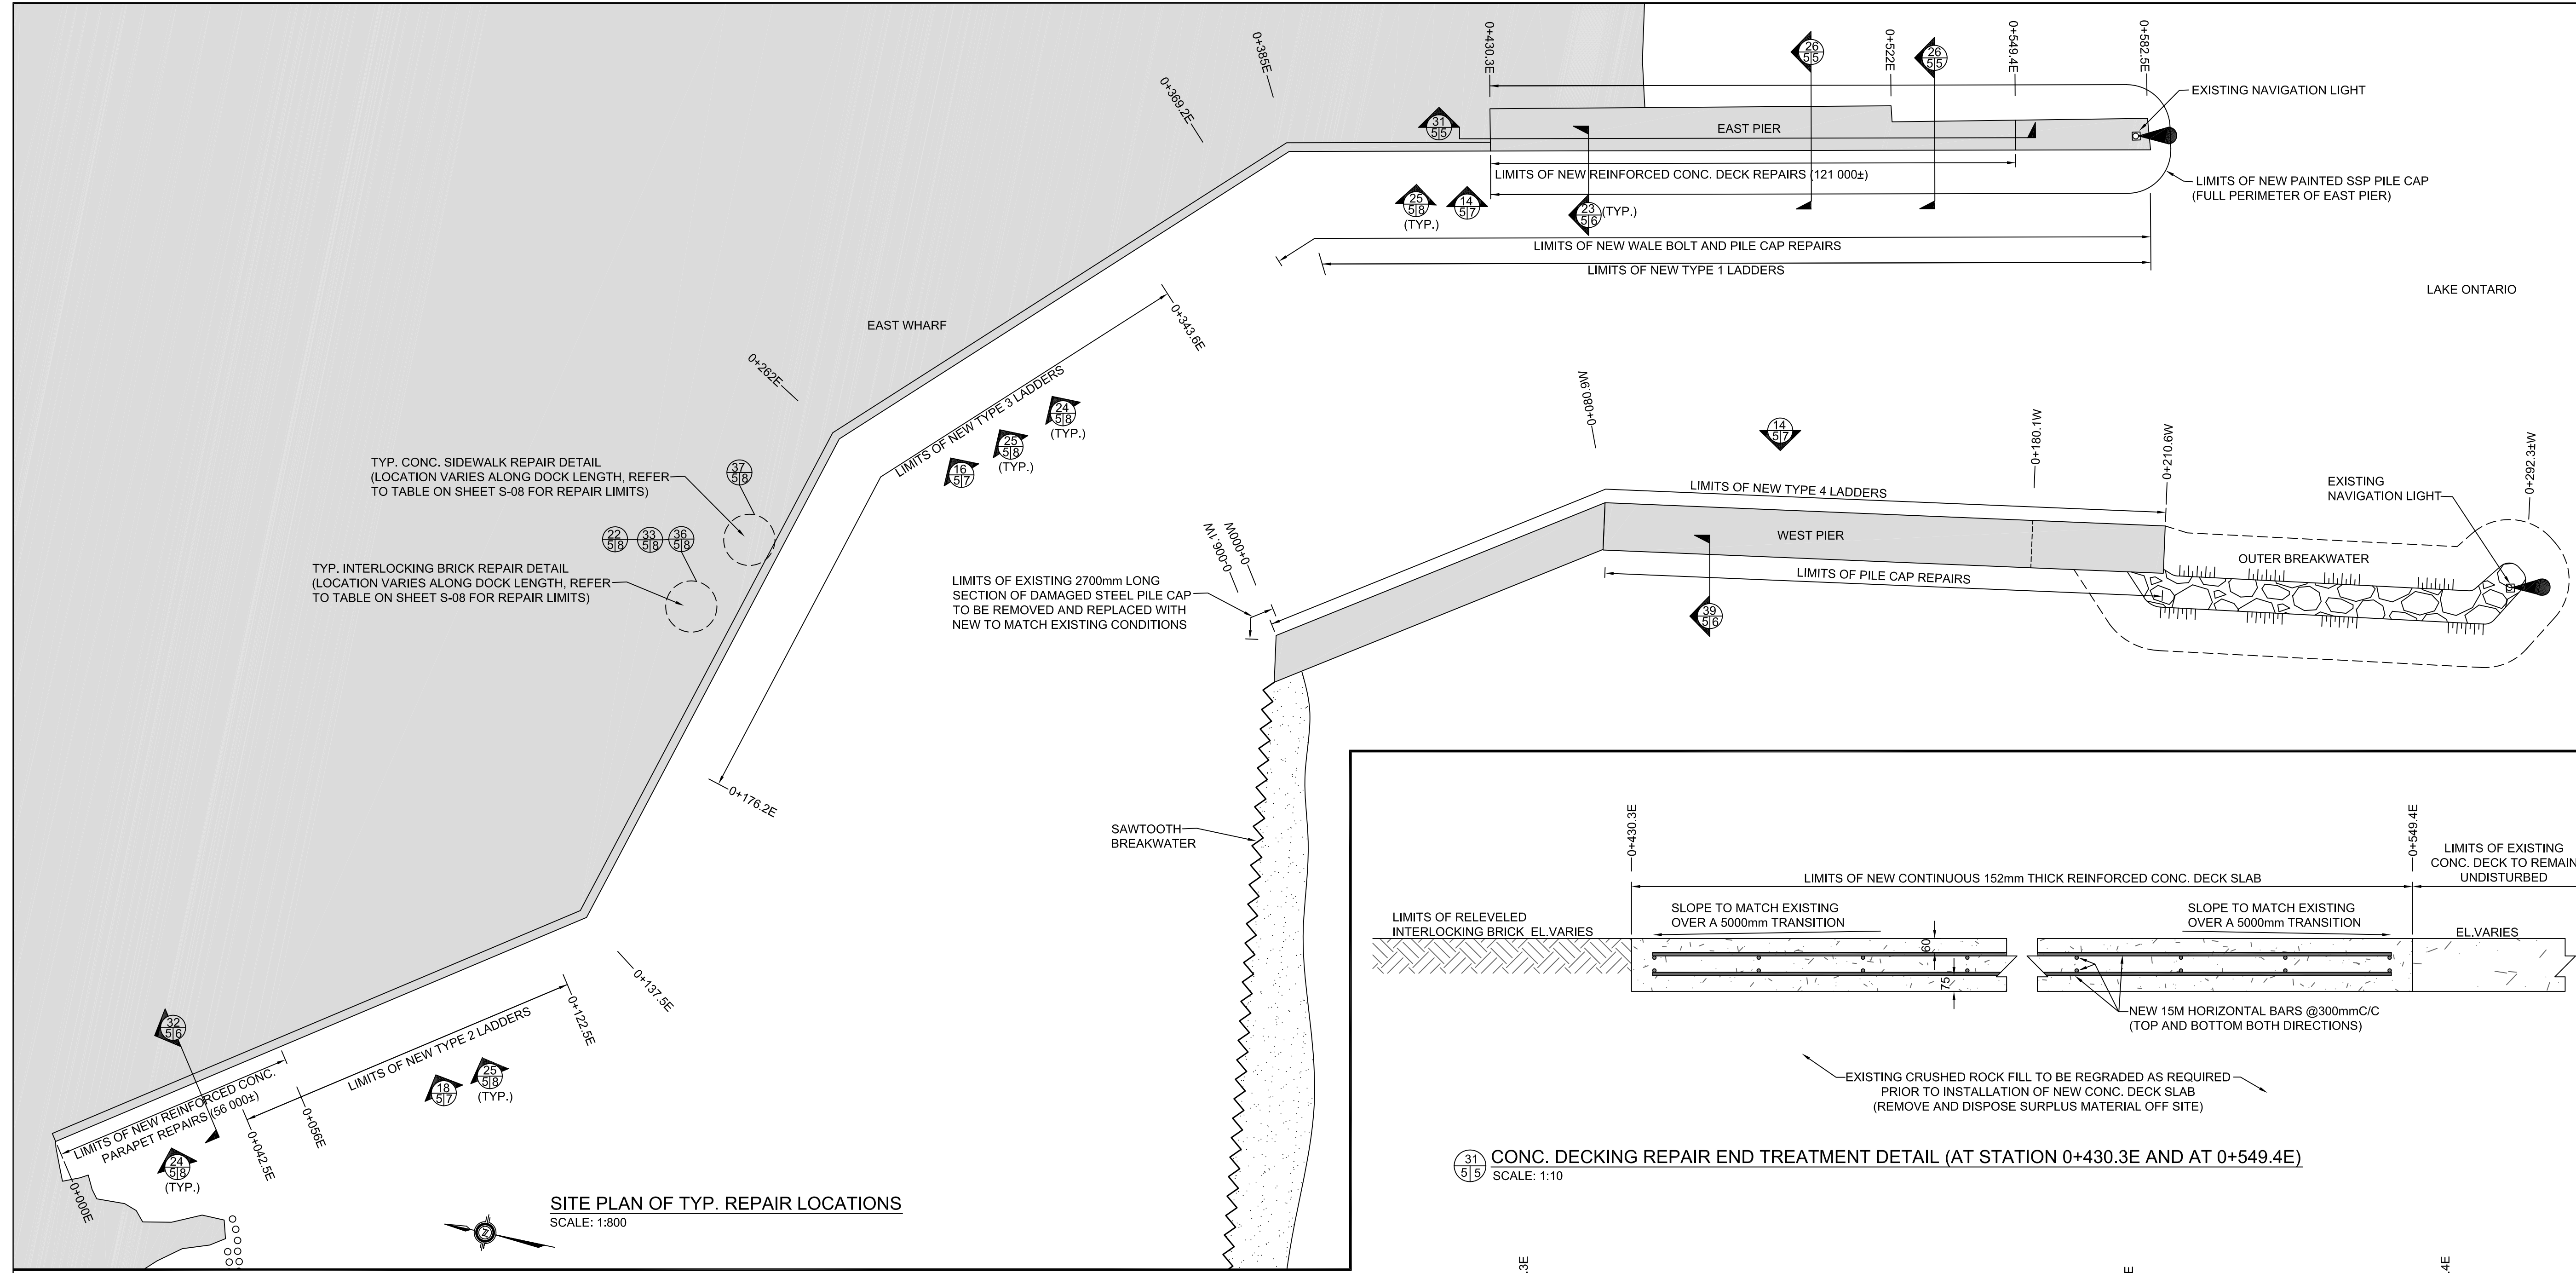 0+385E
0+369.2E
0+430.3E
26
5|5
0+522E
26
5|5
0+549.4E
0+582.5E
EXISTING NAVIGATION LIGHT
31
5|5
EAST PIER
LIMITS OF NEW REINFORCED CONC. DECK REPAIRS (121 000±)
LIMITS OF NEW PAINTED SSP PILE CAP
(FULL PERIMETER OF EAST PIER)
25
5|8
(TYP.)
14
5|7
23
5|6
(TYP.)
LIMITS OF NEW WALE BOLT AND PILE CAP REPAIRS
LIMITS OF NEW TYPE 1 LADDERS
LAKE ONTARIO
EAST WHARF
0+343.6E
0+262E
LIMITS OF NEW TYPE 3 LADDERS
24
5|8
(TYP.)
25
5|8
(TYP.)
16
5|7
TYP. CONC. SIDEWALK REPAIR DETAIL
(LOCATION VARIES ALONG DOCK LENGTH, REFER
TO TABLE ON SHEET S-08 FOR REPAIR LIMITS)
37
5|8
22
5|8
33
5|8
36
5|8
TYP. INTERLOCKING BRICK REPAIR DETAIL
(LOCATION VARIES ALONG DOCK LENGTH, REFER
TO TABLE ON SHEET S-08 FOR REPAIR LIMITS)
0+080.9W
14
5|7
0+180.1W
0+210.6W
0+292.3±W
EXISTING
NAVIGATION LIGHT
LIMITS OF NEW TYPE 4 LADDERS
WEST PIER
OUTER BREAKWATER
LIMITS OF PILE CAP REPAIRS
39
5|6
0+000W
0-006.1W
LIMITS OF EXISTING 2700mm LONG
SECTION OF DAMAGED STEEL PILE CAP
TO BE REMOVED AND REPLACED WITH
NEW TO MATCH EXISTING CONDITIONS
0+176.2E
SAWTOOTH
BREAKWATER
0+137.5E
0+122.5E
LIMITS OF NEW TYPE 2 LADDERS
32
5|6
18
5|7
25
5|8
(TYP.)
LIMITS OF NEW REINFORCED CONC.
PARAPET REPAIRS (56 000±)
0+056E
0+042.5E
24
5|8
(TYP.)
0+000E
Z
SITE PLAN OF TYP. REPAIR LOCATIONS
SCALE: 1:800
0+430.3E
0+549.4E
LIMITS OF EXISTING
CONC. DECK TO REMAIN
UNDISTURBED
LIMITS OF NEW CONTINUOUS 152mm THICK REINFORCED CONC. DECK SLAB
LIMITS OF RELEVELED
INTERLOCKING BRICK EL.VARIES
SLOPE TO MATCH EXISTING
OVER A 5000mm TRANSITION
SLOPE TO MATCH EXISTING
OVER A 5000mm TRANSITION
EL.VARIES
60
75
NEW 15M HORIZONTAL BARS @300mmC/C
(TOP AND BOTTOM BOTH DIRECTIONS)
EXISTING CRUSHED ROCK FILL TO BE REGRADED AS REQUIRED
PRIOR TO INSTALLATION OF NEW CONC. DECK SLAB
(REMOVE AND DISPOSE SURPLUS MATERIAL OFF SITE)
31
5|5
CONC. DECKING REPAIR END TREATMENT DETAIL (AT STATION 0+430.3E AND AT 0+549.4E)
SCALE: 1:10
.3E
E
.4E